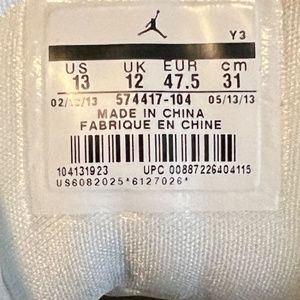 Y3
US UK EUR cm
13 12 47.5 31
574417-104 05/13/13
MADE IN CHINA
FABRIQUE EN CHINE
104131923 UPC 00887226404115
US6082025*6127026*